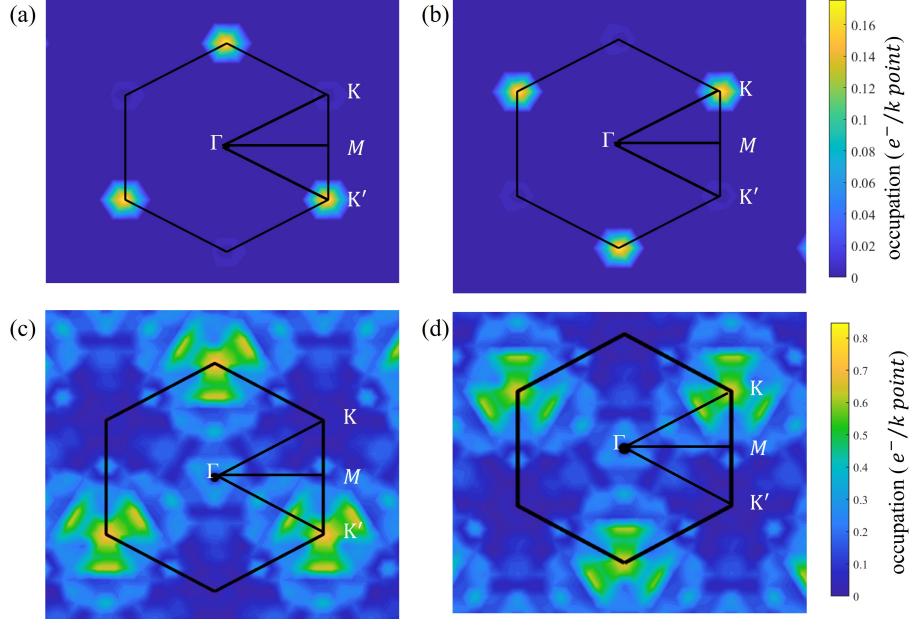 (a)
K
Γ
M
K′
(b)
K
Γ
M
K′
0.16
0.14
0.12
0.1
0.08
0.06
0.04
0.02
0
occupation ( e⁻/k point)
(c)
K
Γ
M
K′
(d)
K
Γ
M
K′
0.8
0.7
0.6
0.5
0.4
0.3
0.2
0.1
0
occupation ( e⁻/k point)